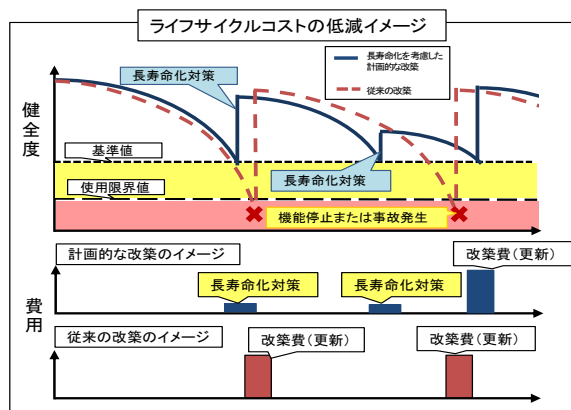 ライフサイクルコストの低減イメージ
長寿命化を考慮した
計画的な改築
従来の改築
長寿命化対策
健全度
基準値
長寿命化対策
使用限界値
機能停止または事故発生
計画的な改築のイメージ
改築費(更新)
長寿命化対策
長寿命化対策
費用
従来の改築のイメージ
改築費(更新)
改築費(更新)